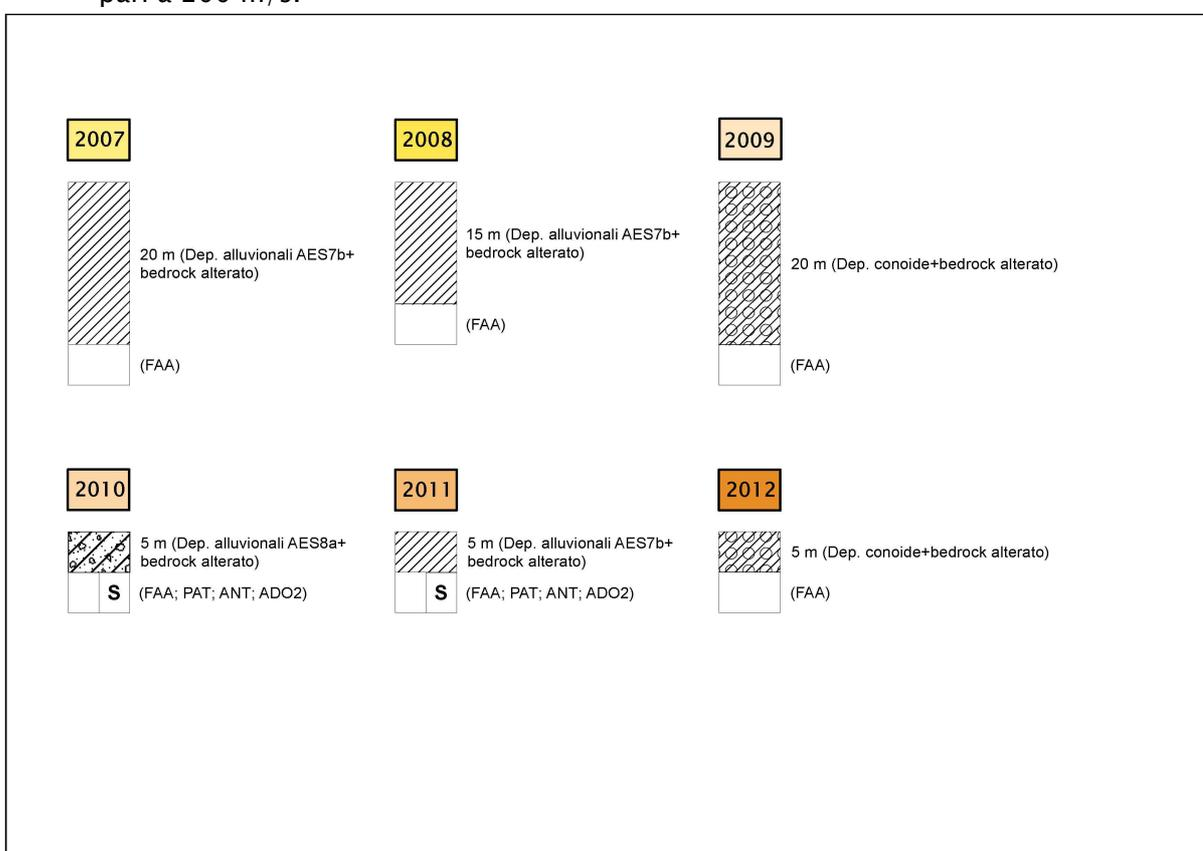 2007
20 m (Dep. alluvionali AES7b+
bedrock alterato)
(FAA)
2008
15 m (Dep. alluvionali AES7b+
bedrock alterato)
(FAA)
2009
20 m (Dep. conoide+bedrock alterato)
(FAA)
2010
5 m (Dep. alluvionali AES8a+
bedrock alterato)
S (FAA; PAT; ANT; ADO2)
2011
5 m (Dep. alluvionali AES7b+
bedrock alterato)
S (FAA; PAT; ANT; ADO2)
2012
5 m (Dep. conoide+bedrock alterato)
(FAA)